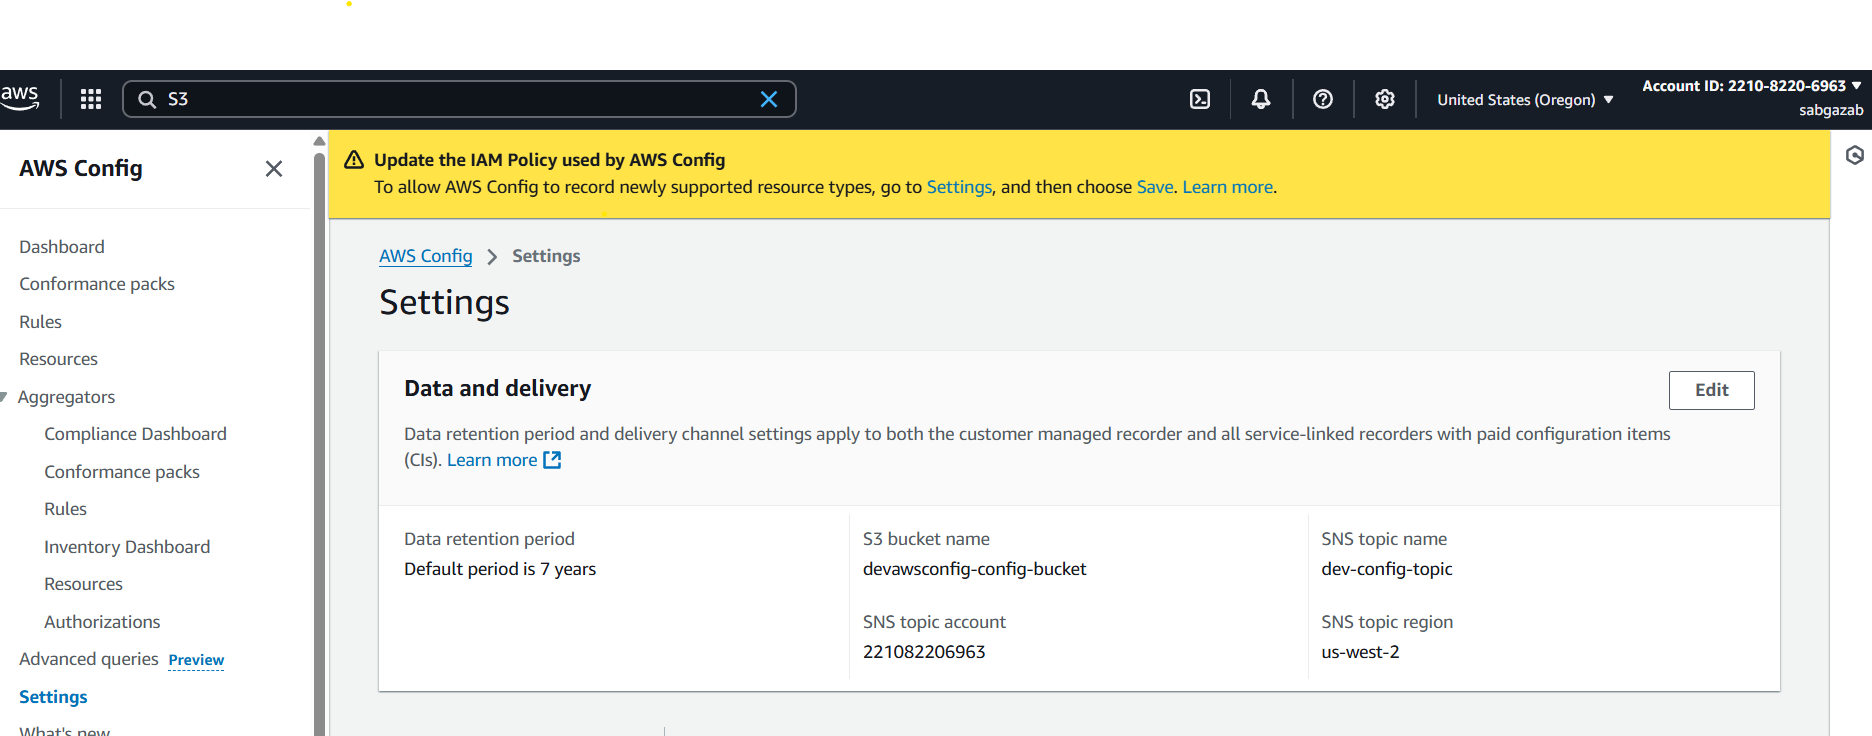 aws
S3
United States (Oregon)
Account ID: 2210-8220-6963
sabgazab
AWS Config
Dashboard
Conformance packs
Rules
Resources
Aggregators
Compliance Dashboard
Conformance packs
Rules
Inventory Dashboard
Resources
Authorizations
Advanced queries Preview
Settings
What's new
Update the IAM Policy used by AWS Config
To allow AWS Config to record newly supported resource types, go to Settings, and then choose Save. Learn more.
AWS Config > Settings
Settings
Data and delivery
Edit
Data retention period and delivery channel settings apply to both the customer managed recorder and all service-linked recorders with paid configuration items
(CIs). Learn more
Data retention period
Default period is 7 years
S3 bucket name
devawsconfig-config-bucket
SNS topic name
dev-config-topic
SNS topic account
221082206963
SNS topic region
us-west-2